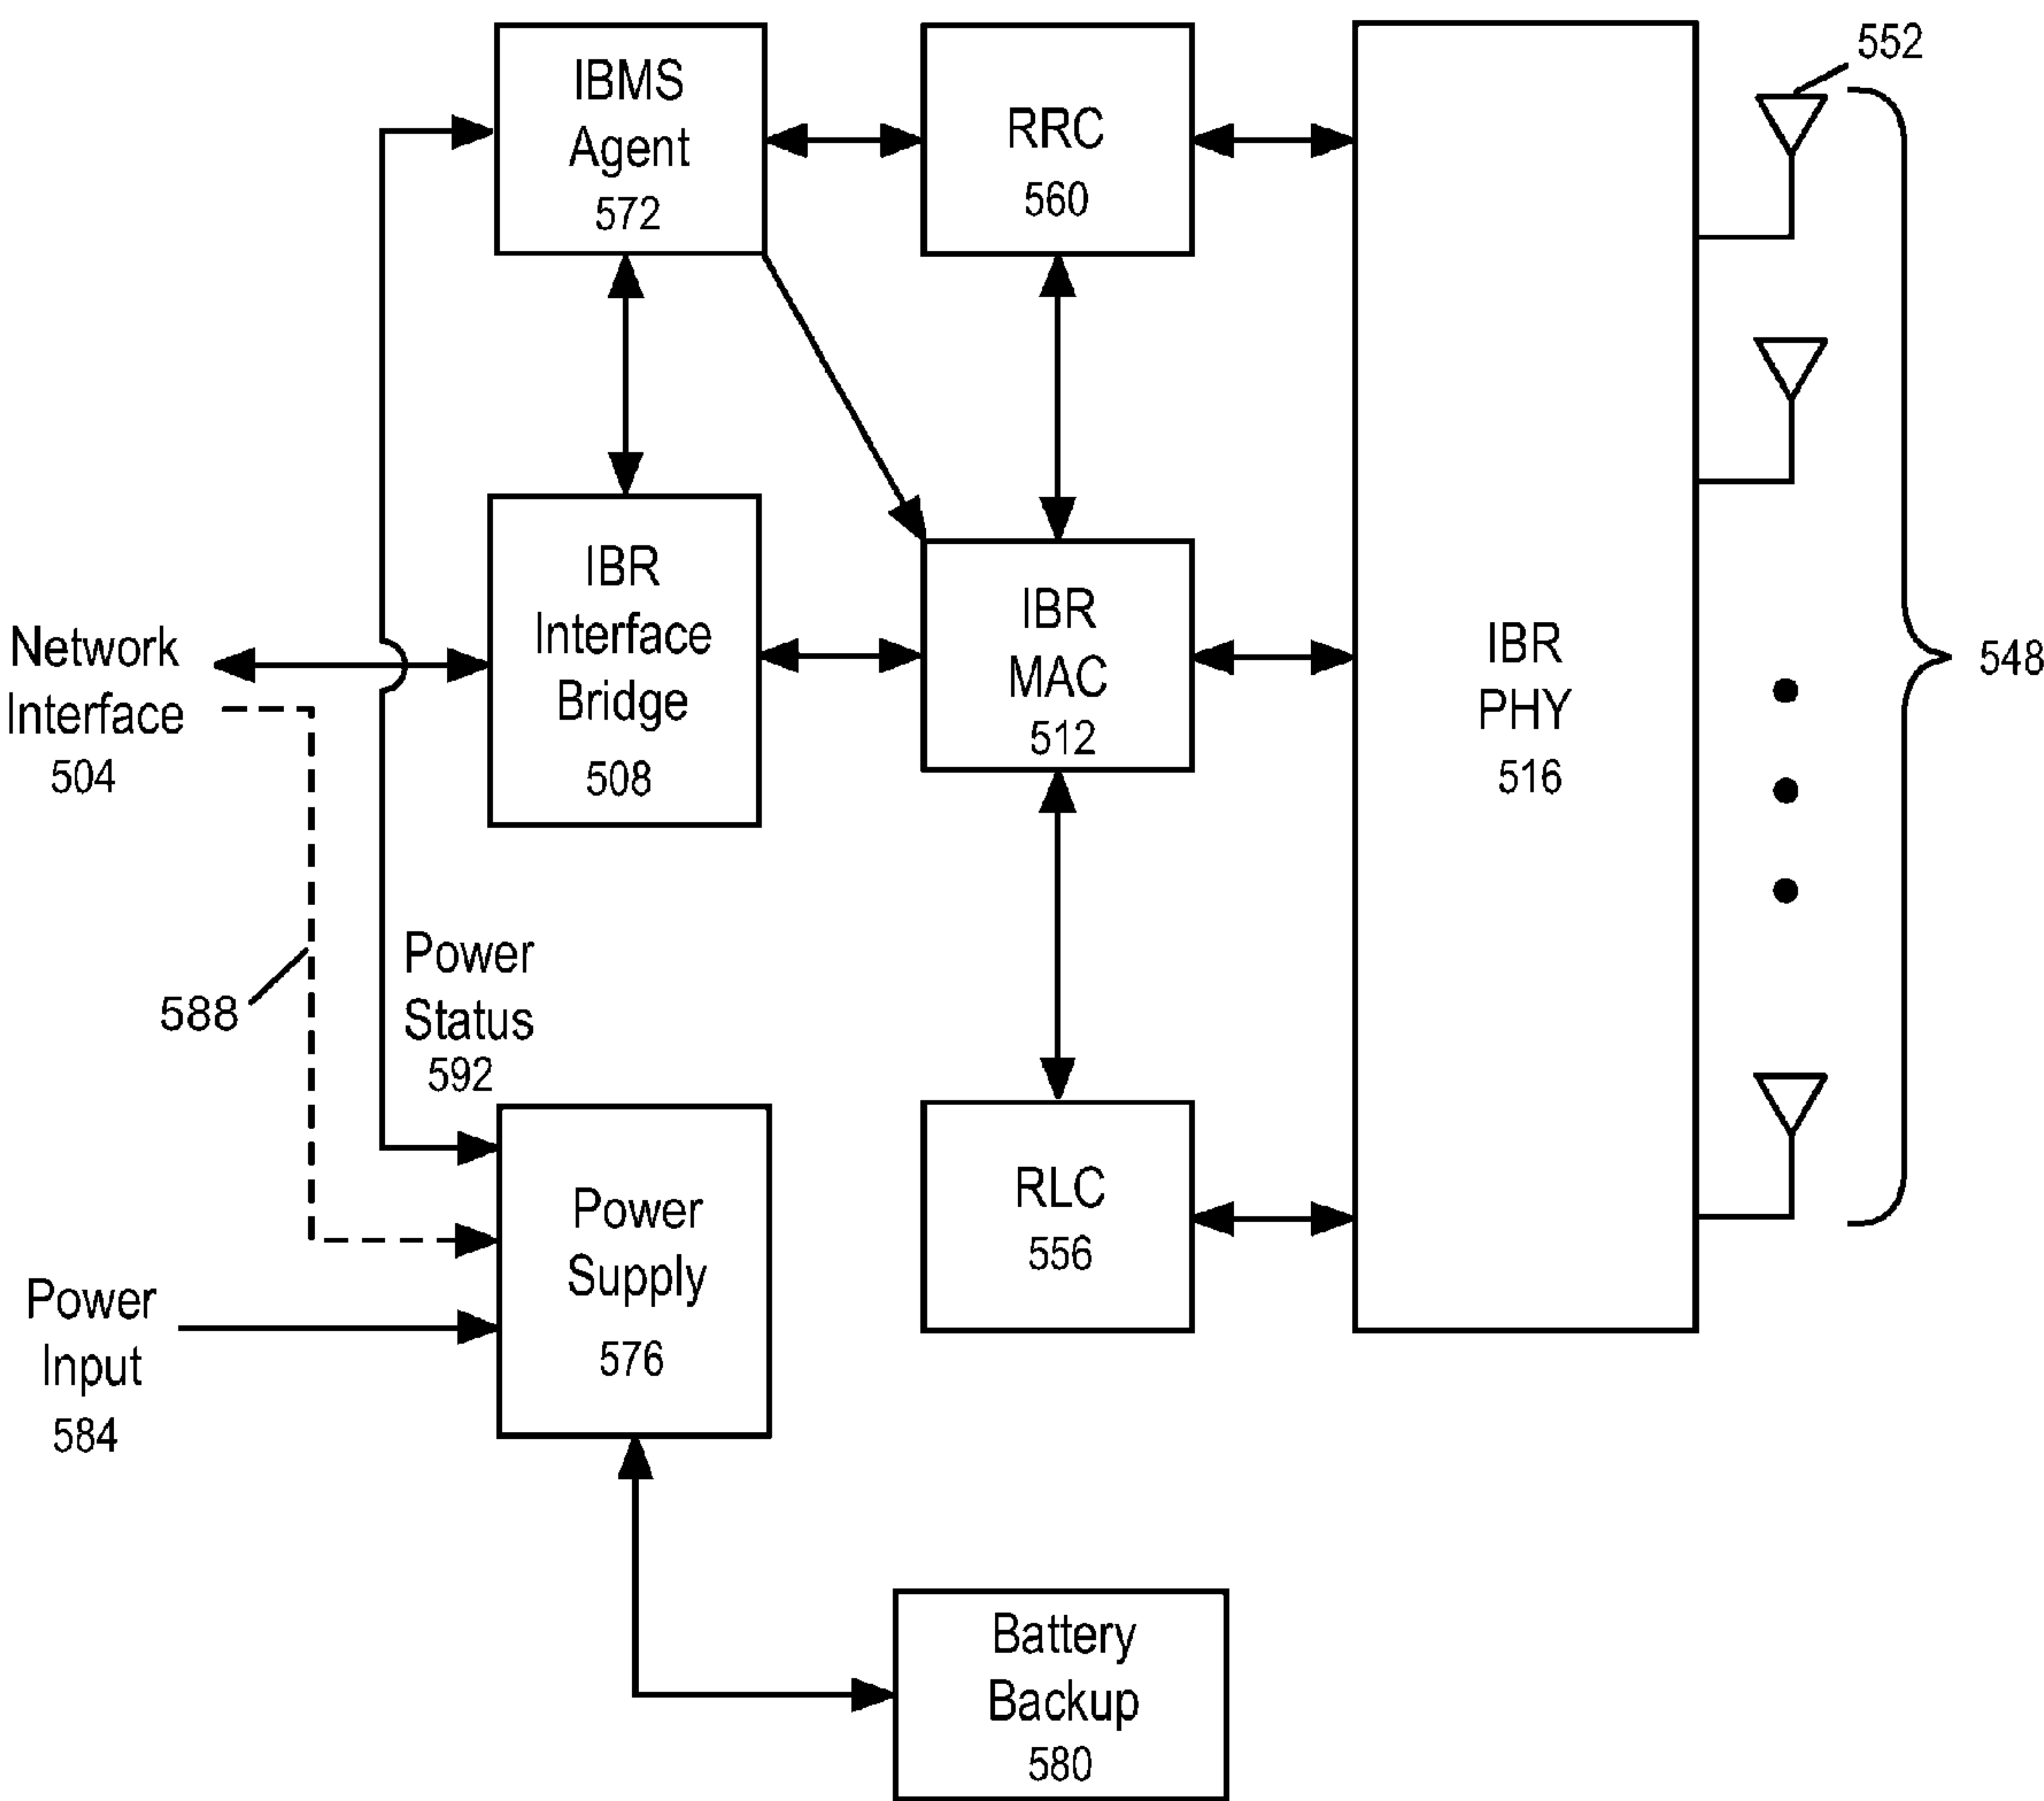 552
IBMS
Agent
572
RRC
560
IBR
Interface
Bridge
508
IBR
MAC
512
IBR
PHY
516
548
Network
Interface
504
588
Power
Status
592
Power
Supply
576
RLC
556
Power
Input
584
Battery
Backup
580